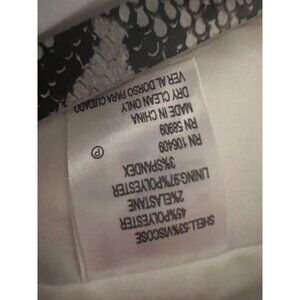 SHELL:53%VISCOSE
45%POLYESTER
2%ELASTANE
LINING:97%POLYESTER
3%SPANDEX
RN 106409
RN 58909
MADE IN CHINA
DRY CLEAN ONLY
VER AL DORSO PARA CUIDADO
P